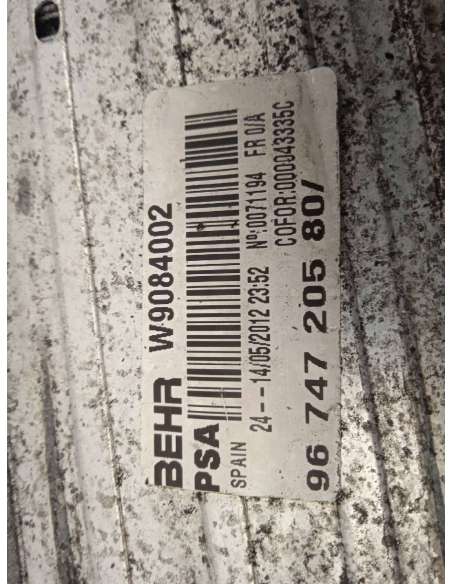 BEHR W9084002
PSA
SPAIN 24--14/05/2012 23:52 Nº:0071194 FR 0/A
COFOR:000043335C
96 747 205 80/